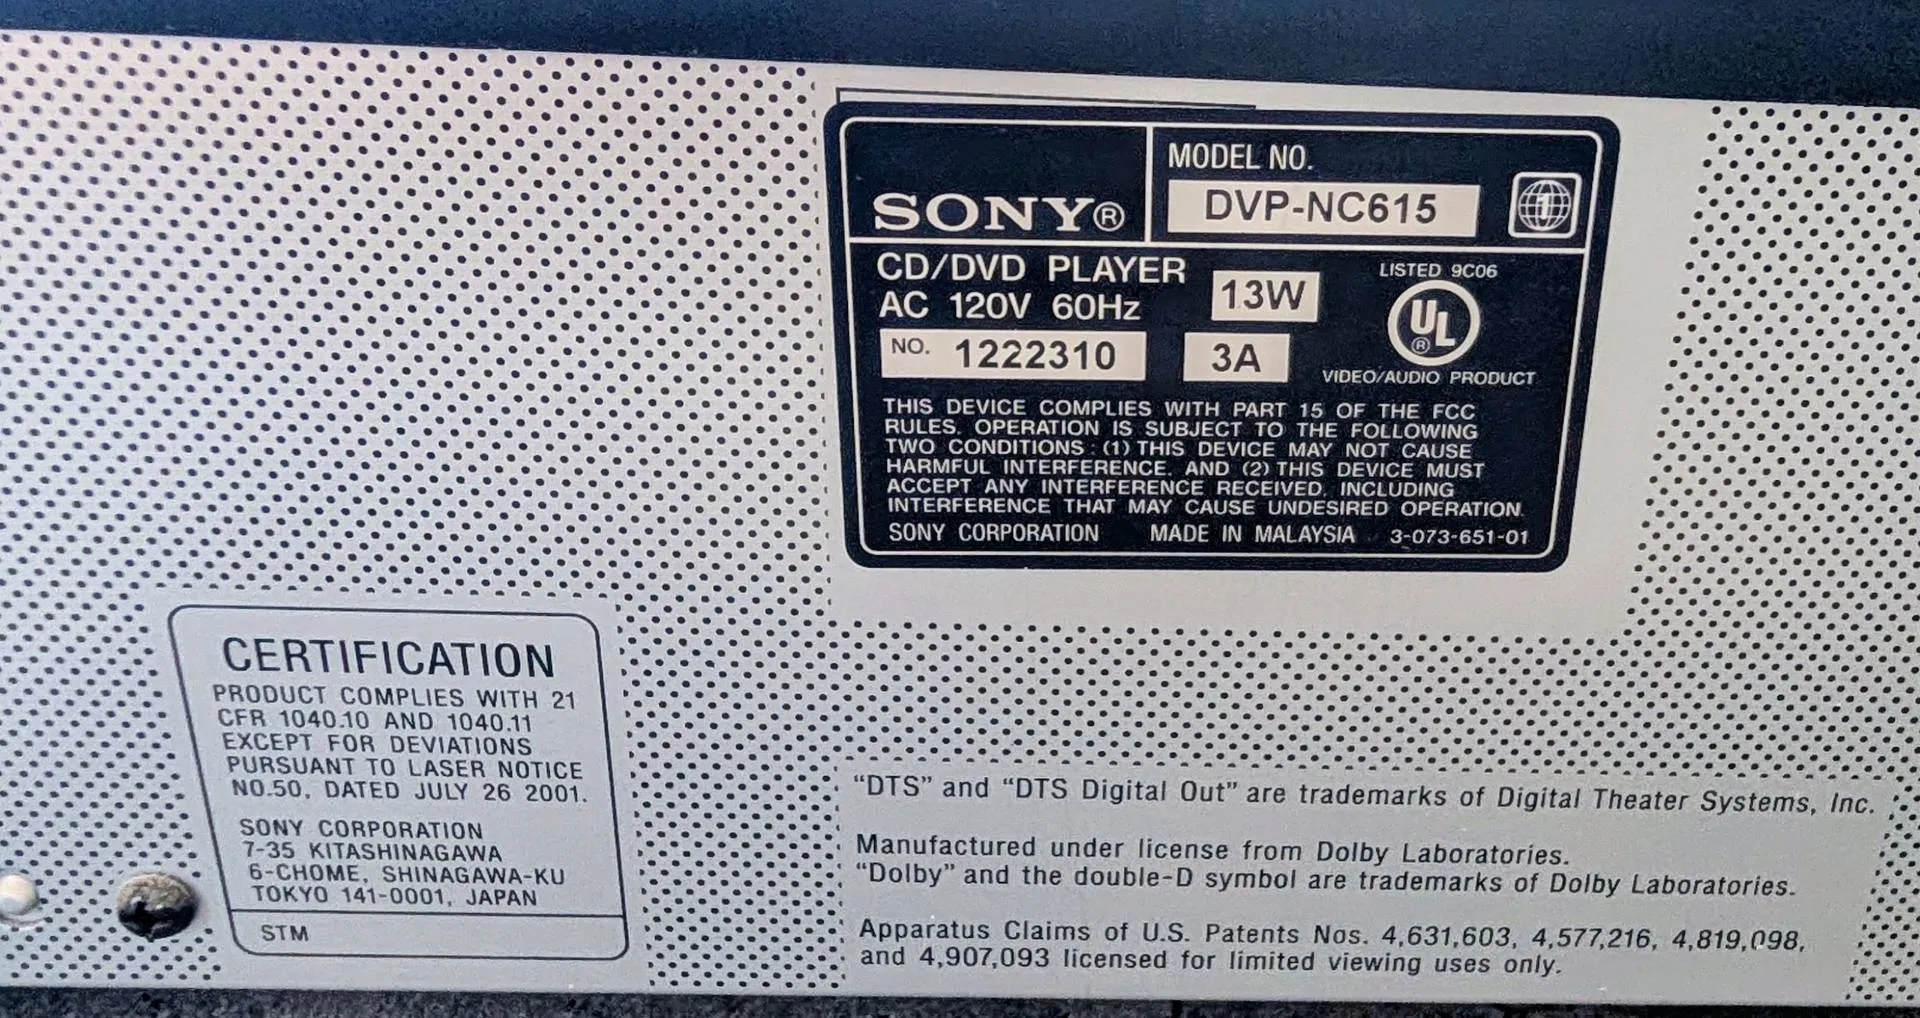 SONY®
MODEL NO.
DVP-NC615
1
CD/DVD PLAYER
AC 120V 60Hz
13W
NO. 1222310
3A
LISTED 9C06
UL®
VIDEO/AUDIO PRODUCT
THIS DEVICE COMPLIES WITH PART 15 OF THE FCC
RULES. OPERATION IS SUBJECT TO THE FOLLOWING
TWO CONDITIONS : (1) THIS DEVICE MAY NOT CAUSE
HARMFUL INTERFERENCE. AND (2) THIS DEVICE MUST
ACCEPT ANY INTERFERENCE RECEIVED, INCLUDING
INTERFERENCE THAT MAY CAUSE UNDESIRED OPERATION.
SONY CORPORATION MADE IN MALAYSIA 3-073-651-01
CERTIFICATION
PRODUCT COMPLIES WITH 21
CFR 1040.10 AND 1040.11
EXCEPT FOR DEVIATIONS
PURSUANT TO LASER NOTICE
NO.50, DATED JULY 26 2001.
SONY CORPORATION
7-35 KITASHINAGAWA
6-CHOME, SHINAGAWA-KU
TOKYO 141-0001, JAPAN
STM
“DTS” and “DTS Digital Out” are trademarks of Digital Theater Systems, Inc.
Manufactured under license from Dolby Laboratories.
“Dolby” and the double-D symbol are trademarks of Dolby Laboratories.
Apparatus Claims of U.S. Patents Nos. 4,631,603, 4,577,216, 4,819,098,
and 4,907,093 licensed for limited viewing uses only.